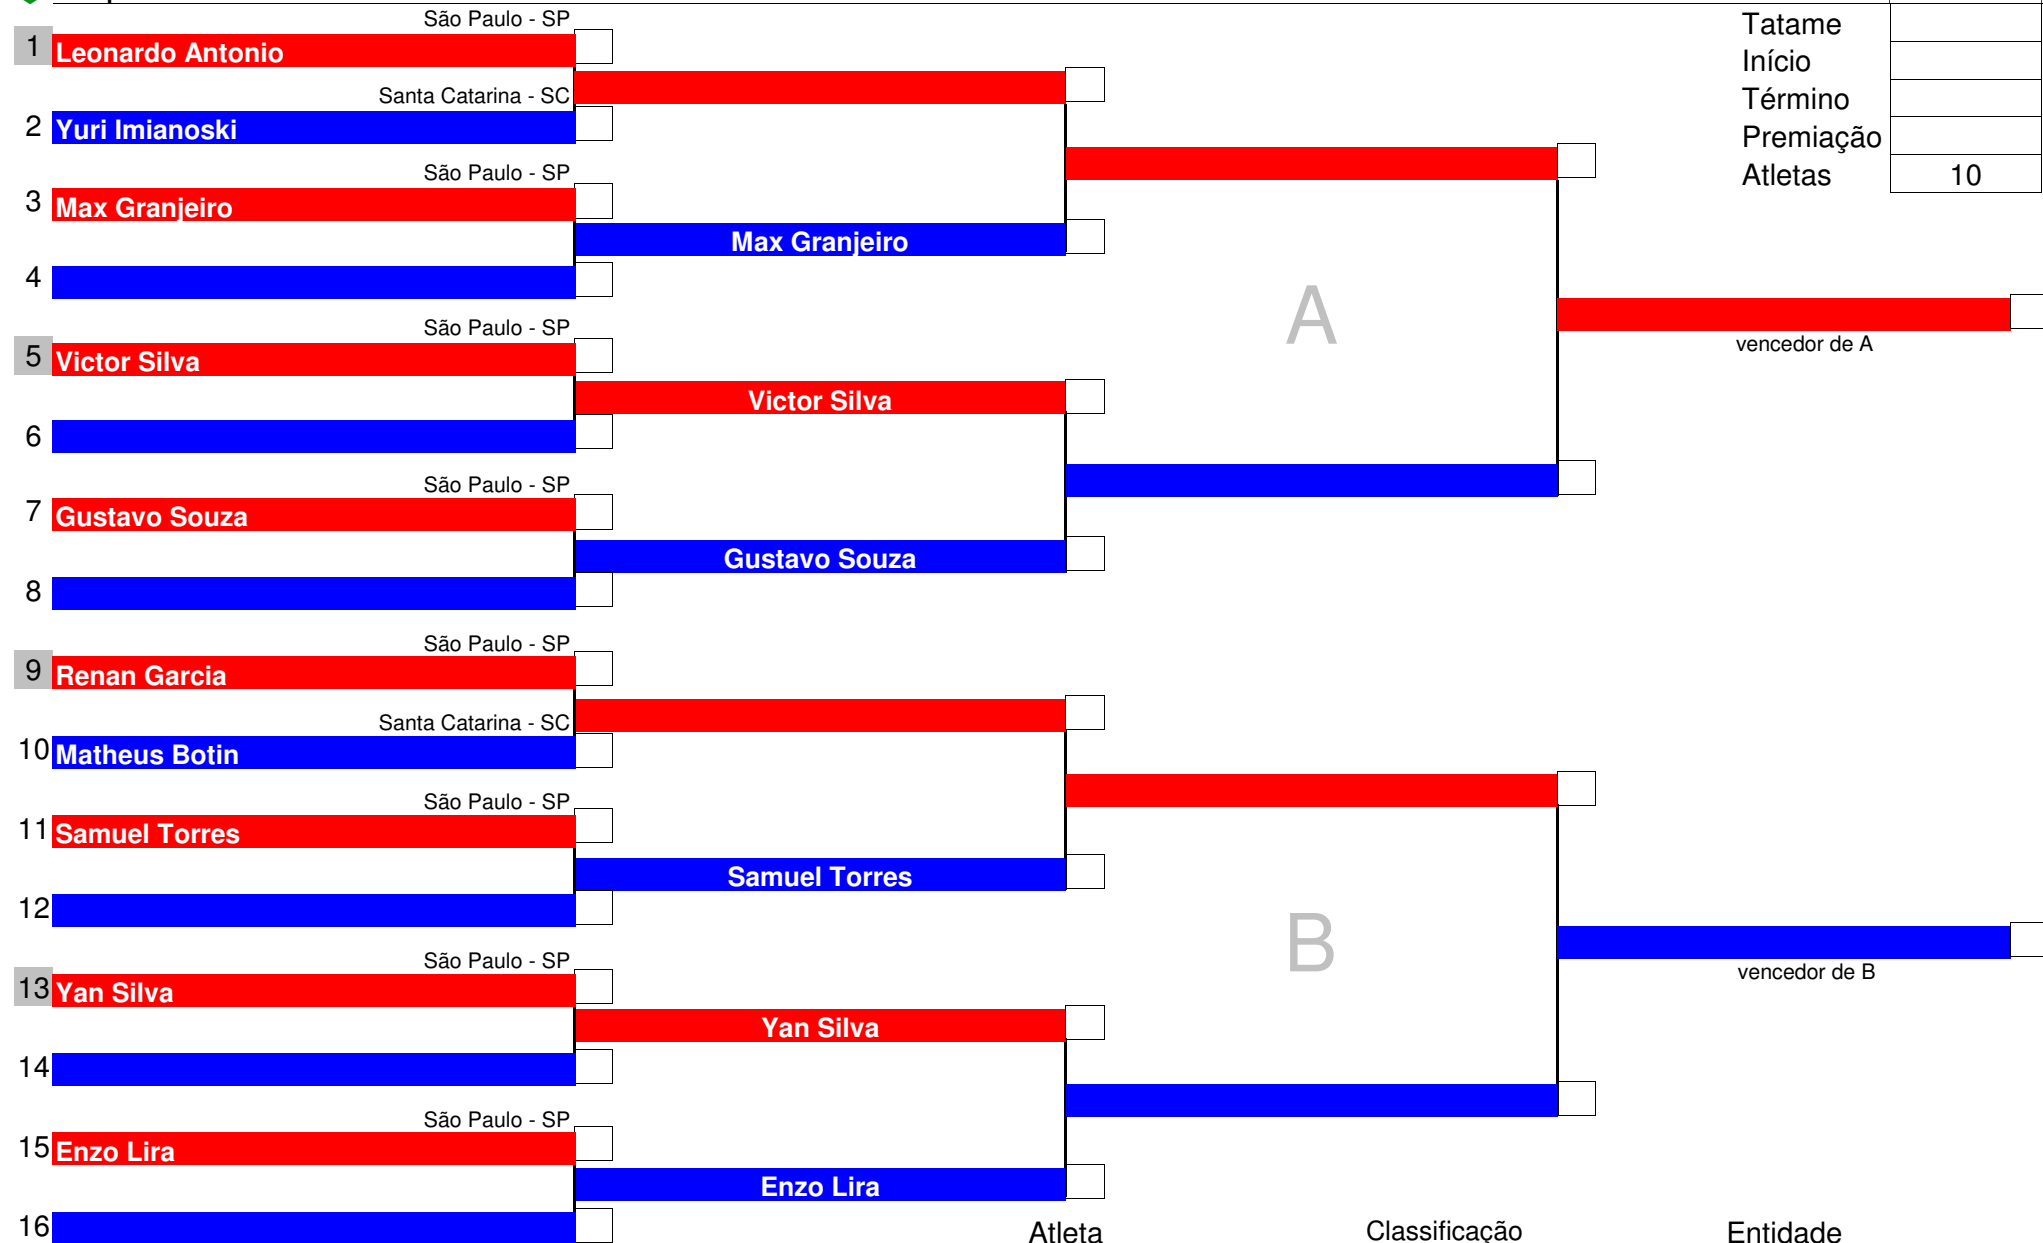 São Paulo - SP
1 Leonardo Antonio
Santa Catarina - SC
2 Yuri Imianoski
São Paulo - SP
3 Max Granjeiro
Max Granjeiro
4
São Paulo - SP
5 Victor Silva
Victor Silva
6
São Paulo - SP
7 Gustavo Souza
Gustavo Souza
8
São Paulo - SP
9 Renan Garcia
Santa Catarina - SC
10 Matheus Botin
São Paulo - SP
11 Samuel Torres
Samuel Torres
12
São Paulo - SP
13 Yan Silva
Yan Silva
14
São Paulo - SP
15 Enzo Lira
Enzo Lira
16
A
B
vencedor de A
vencedor de B
Tatame
Início
Término
Premiação
Atletas 10
Atleta Classificação Entidade